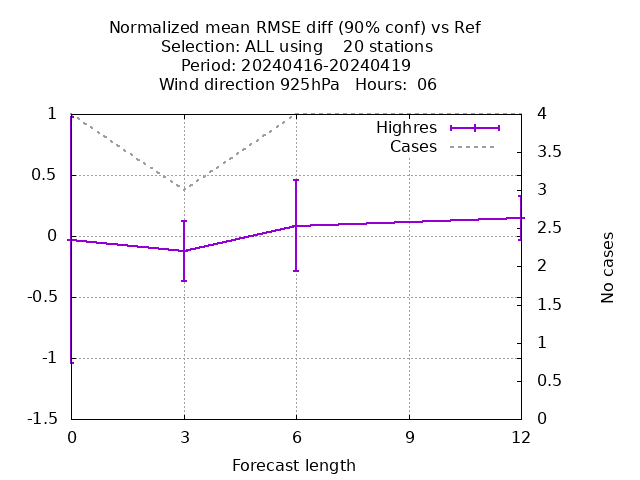 Normalized mean RMSE diff (90% conf) vs Ref
Selection: ALL using    20 stations
Period: 20240416-20240419
Wind direction 925hPa   Hours:  06
Highres
Cases
1
0.5
0
-0.5
-1
-1.5
4
3.5
3
2.5
2
1.5
1
0.5
0
No cases
0 3 6 9 12
Forecast length